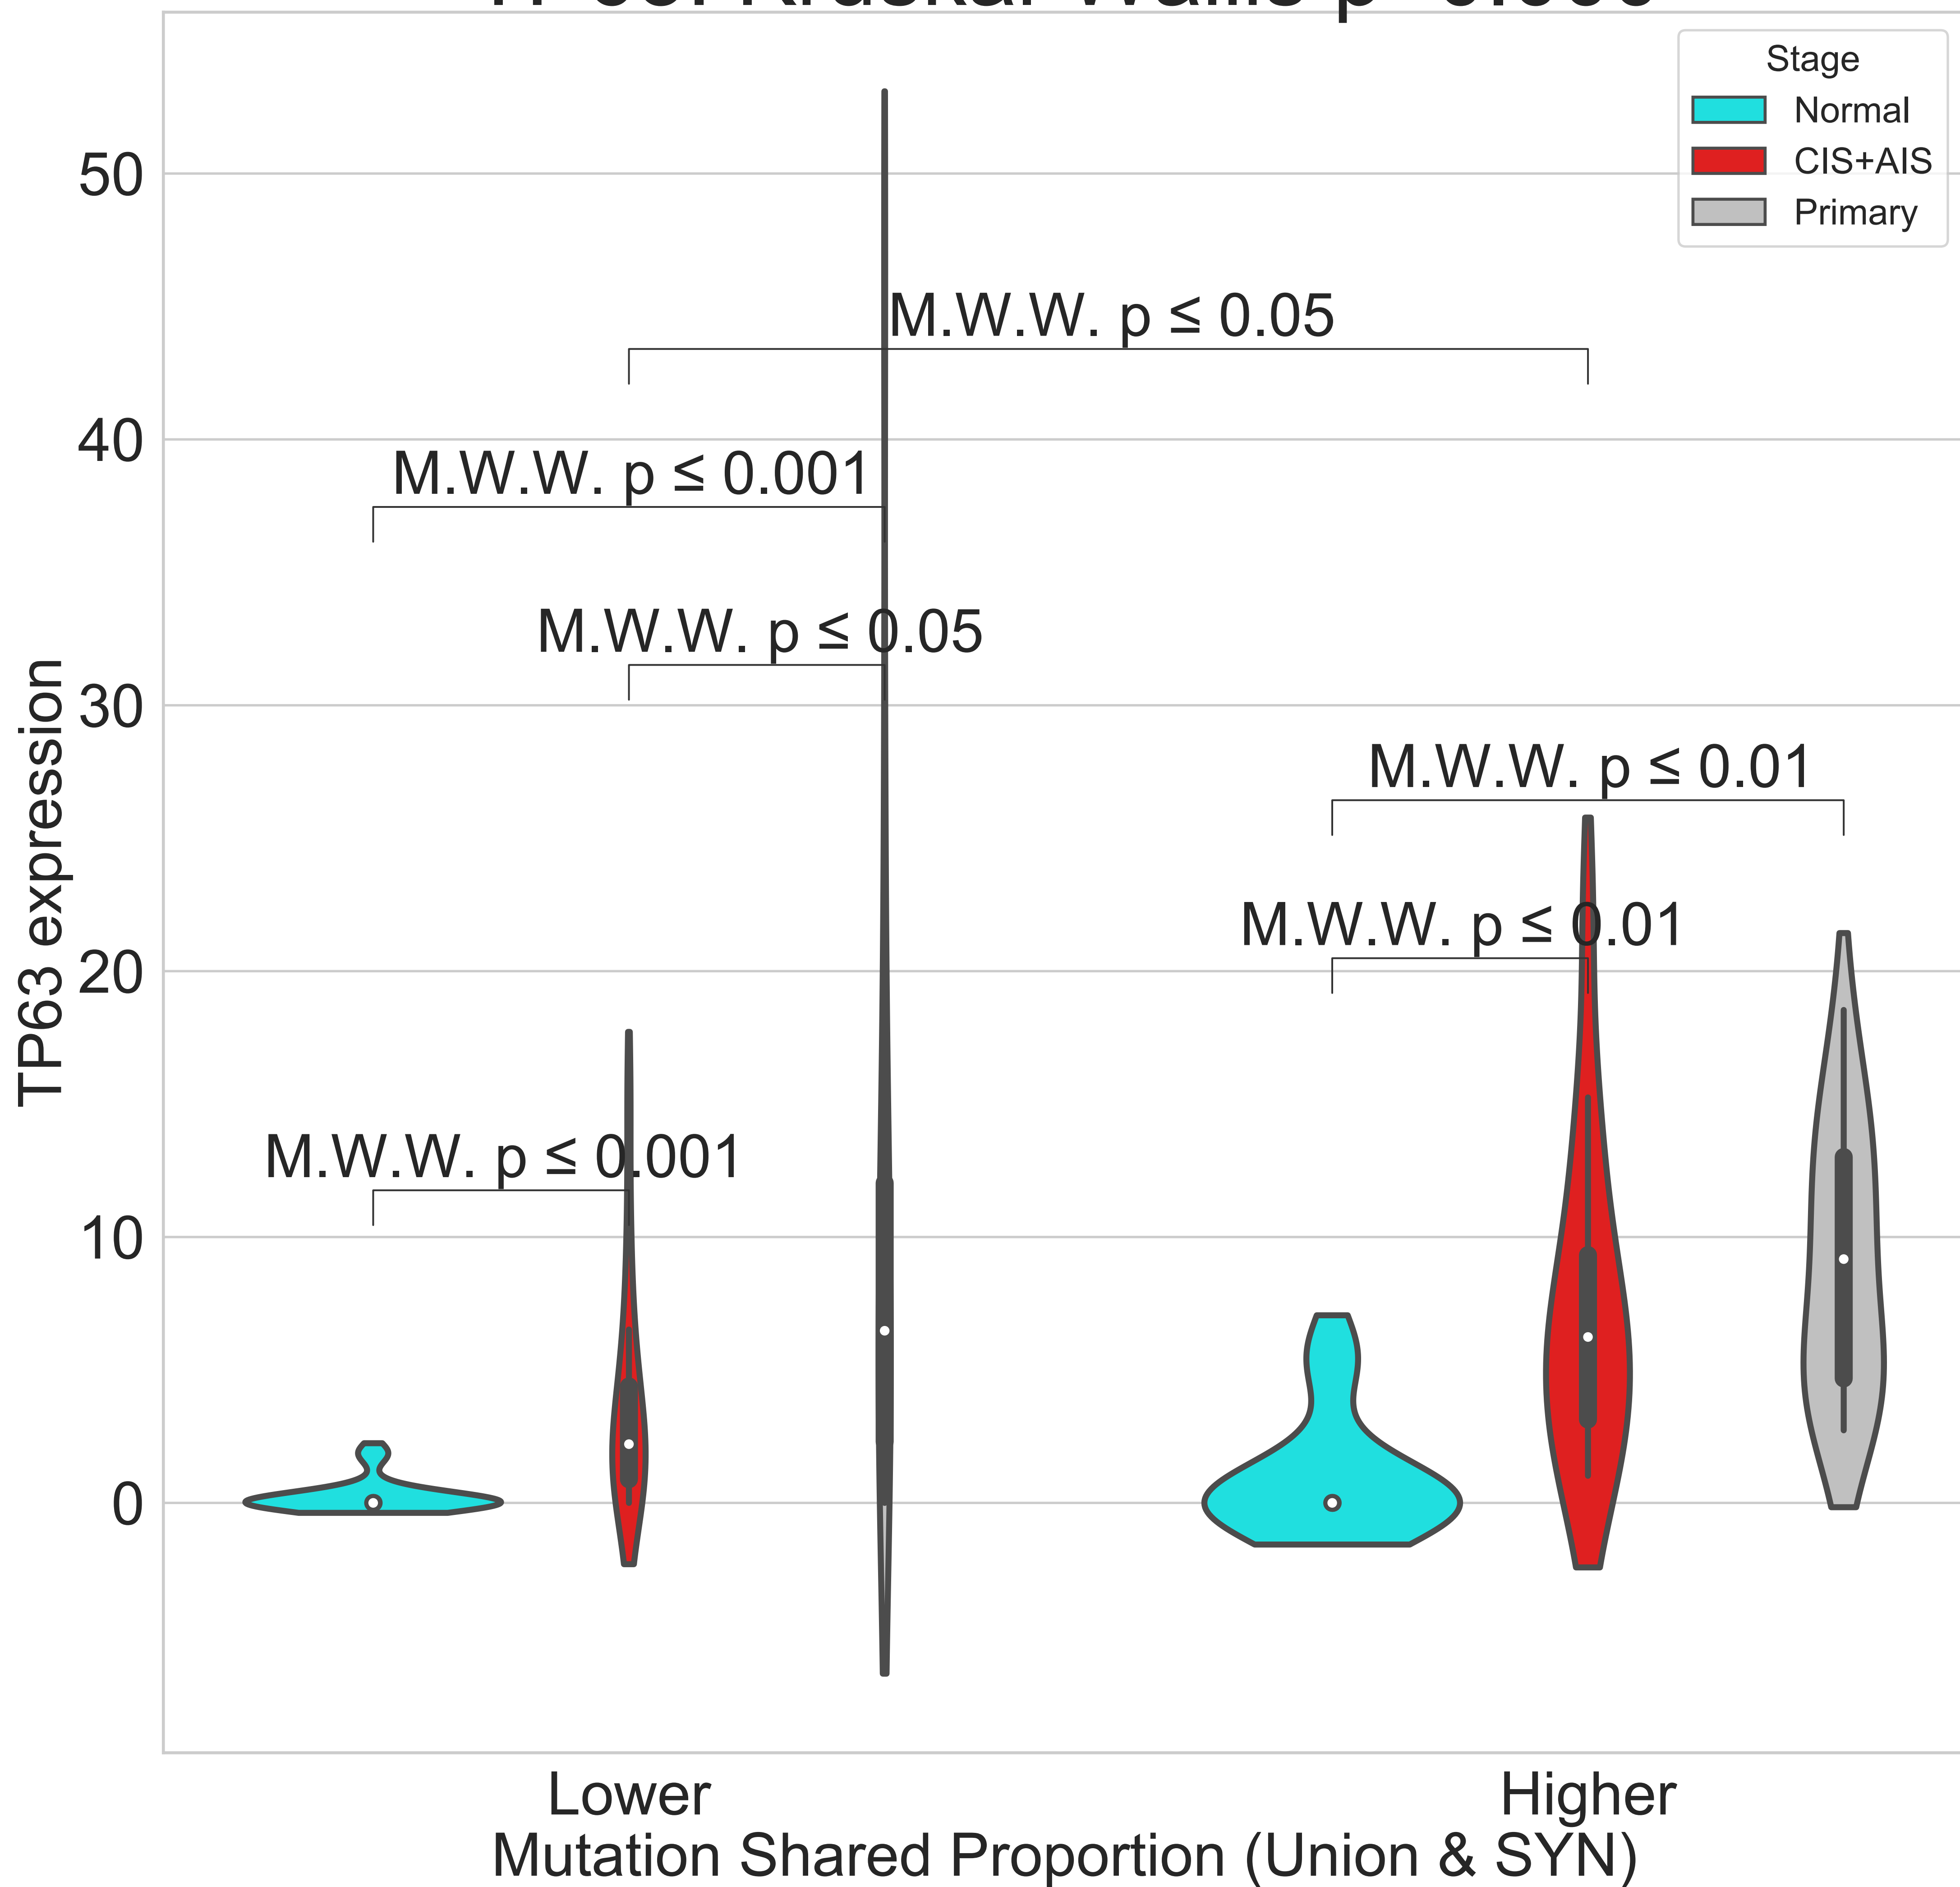 Stage
Normal
CIS+AIS
Primary
50
40
30
20
10
0
TP63 expression
M.W.W. p ≤ 0.05
M.W.W. p ≤ 0.001
M.W.W. p ≤ 0.05
M.W.W. p ≤ 0.01
M.W.W. p ≤ 0.01
M.W.W. p ≤ 0.001
Lower
Higher
Mutation Shared Proportion (Union & SYN)